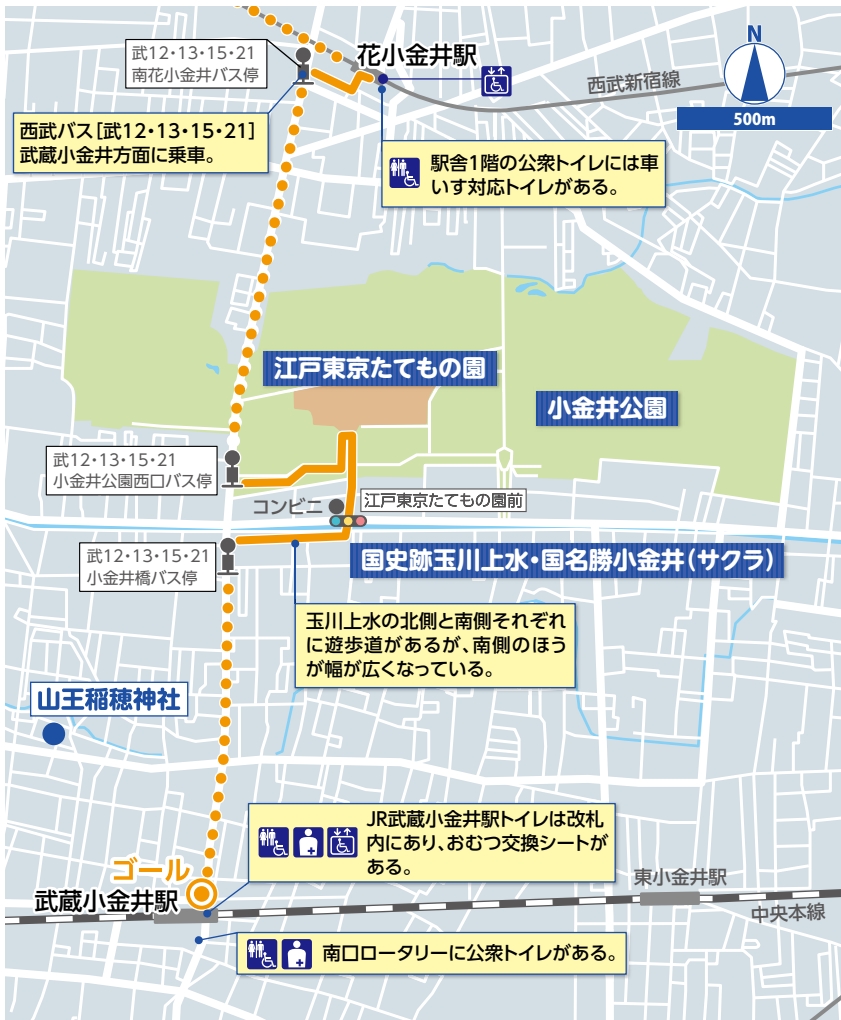 武12・13・15・21
南花小金井バス停
花小金井駅
西武新宿線
N
500m
西武バス[武12・13・15・21]
武蔵小金井方面に乗車。
駅舎1階の公衆トイレには車
いす対応トイレがある。
江戸東京たてもの園
小金井公園
武12・13・15・21
小金井公園西口バス停
コンビニ
江戸東京たてもの園前
武12・13・15・21
小金井橋バス停
国史跡玉川上水・国名勝小金井(サクラ)
玉川上水の北側と南側それぞれ
に遊歩道があるが、南側のほう
が幅が広くなっている。
山王稲穂神社
JR武蔵小金井駅トイレは改札
内にあり、おむつ交換シートが
ある。
ゴール
武蔵小金井駅
東小金井駅
中央本線
南口ロータリーに公衆トイレがある。